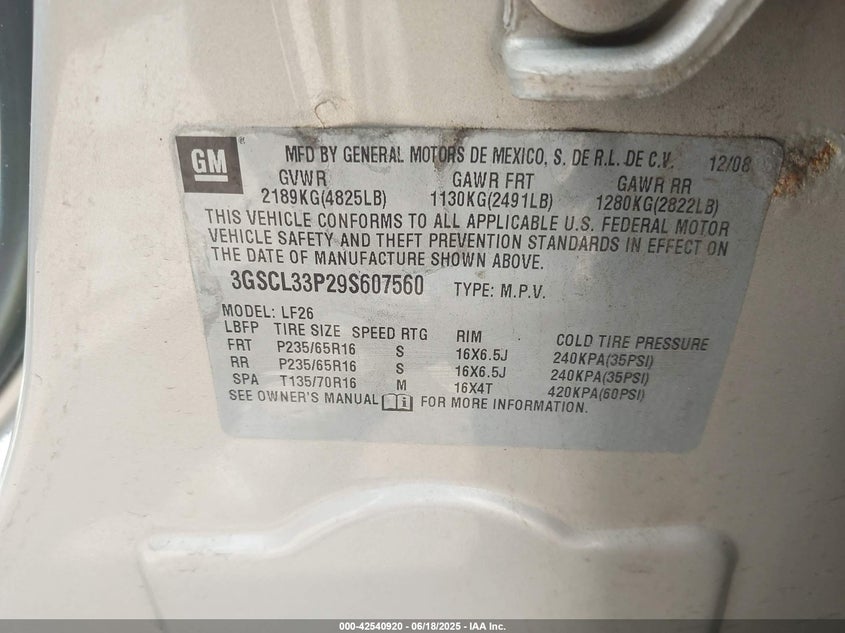 GM ® MFD BY GENERAL MOTORS DE MEXICO, S. DE R.L. DE C.V. 12/08
GVWR GAWR FRT GAWR RR
2189KG(4825LB) 1130KG(2491LB) 1280KG(2822LB)
THIS VEHICLE CONFORMS TO ALL APPLICABLE U.S. FEDERAL MOTOR
VEHICLE SAFETY AND THEFT PREVENTION STANDARDS IN EFFECT ON
THE DATE OF MANUFACTURE SHOWN ABOVE.
3GSCL33P29S607560 TYPE: M.P.V.
MODEL: LF26
LBFP TIRE SIZE SPEED RTG RIM COLD TIRE PRESSURE
FRT P235/65R16 S 16X6.5J 240KPA(35PSI)
RR P235/65R16 S 16X6.5J 240KPA(35PSI)
SPA T135/70R16 M 16X4T 420KPA(60PSI)
SEE OWNER'S MANUAL i FOR MORE INFORMATION.
000-42540920 - 06/18/2025 - IAA Inc.